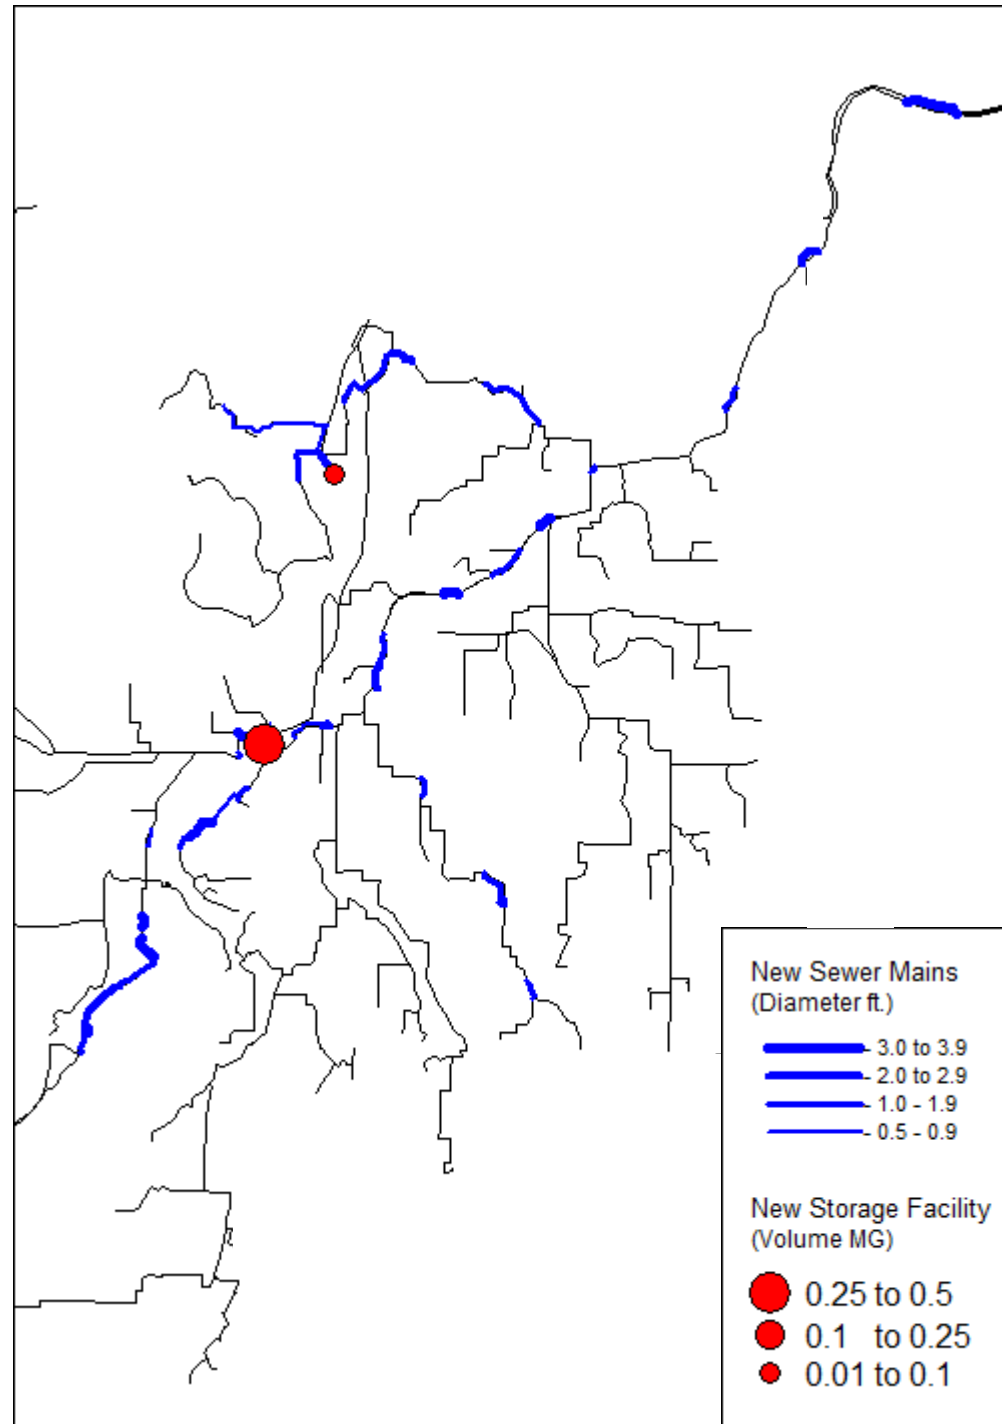 New Sewer Mains
(Diameter ft.)
- 3.0 to 3.9
- 2.0 to 2.9
- 1.0 - 1.9
- 0.5 - 0.9
New Storage Facility
(Volume MG)
0.25 to 0.5
0.1 to 0.25
0.01 to 0.1